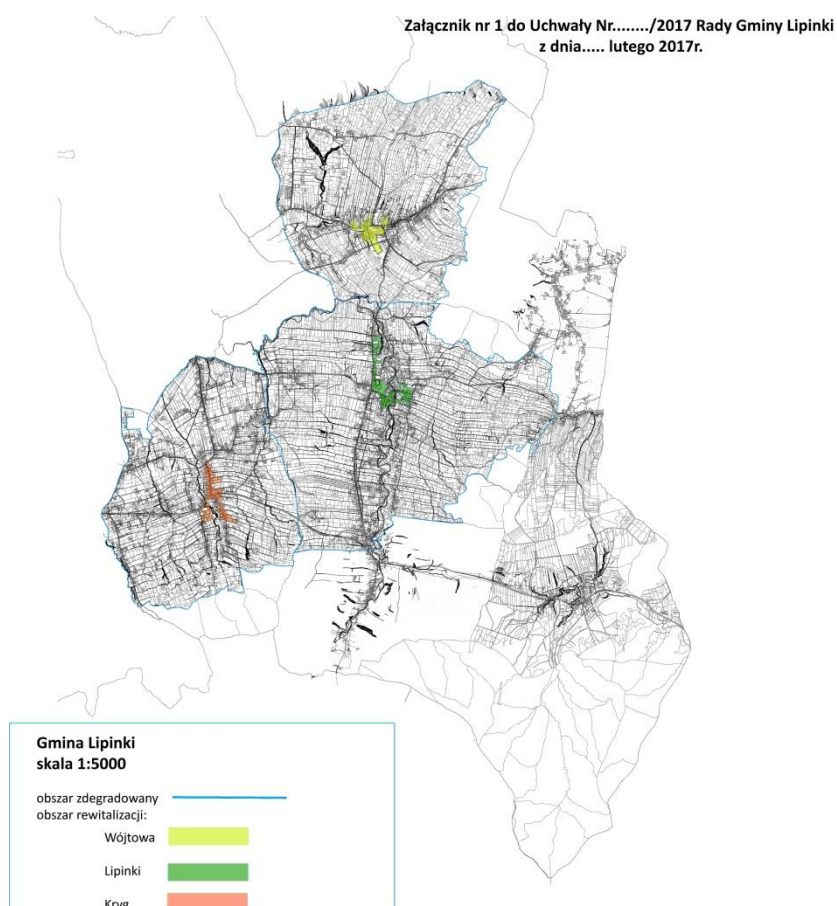 Załącznik nr 1 do Uchwały Nr......../2017 Rady Gminy Lipinki
z dnia..... lutego 2017r.
Gmina Lipinki
skala 1:5000
obszar zdegradowany
obszar rewitalizacji:
Wójtowa
Lipinki
Kryg